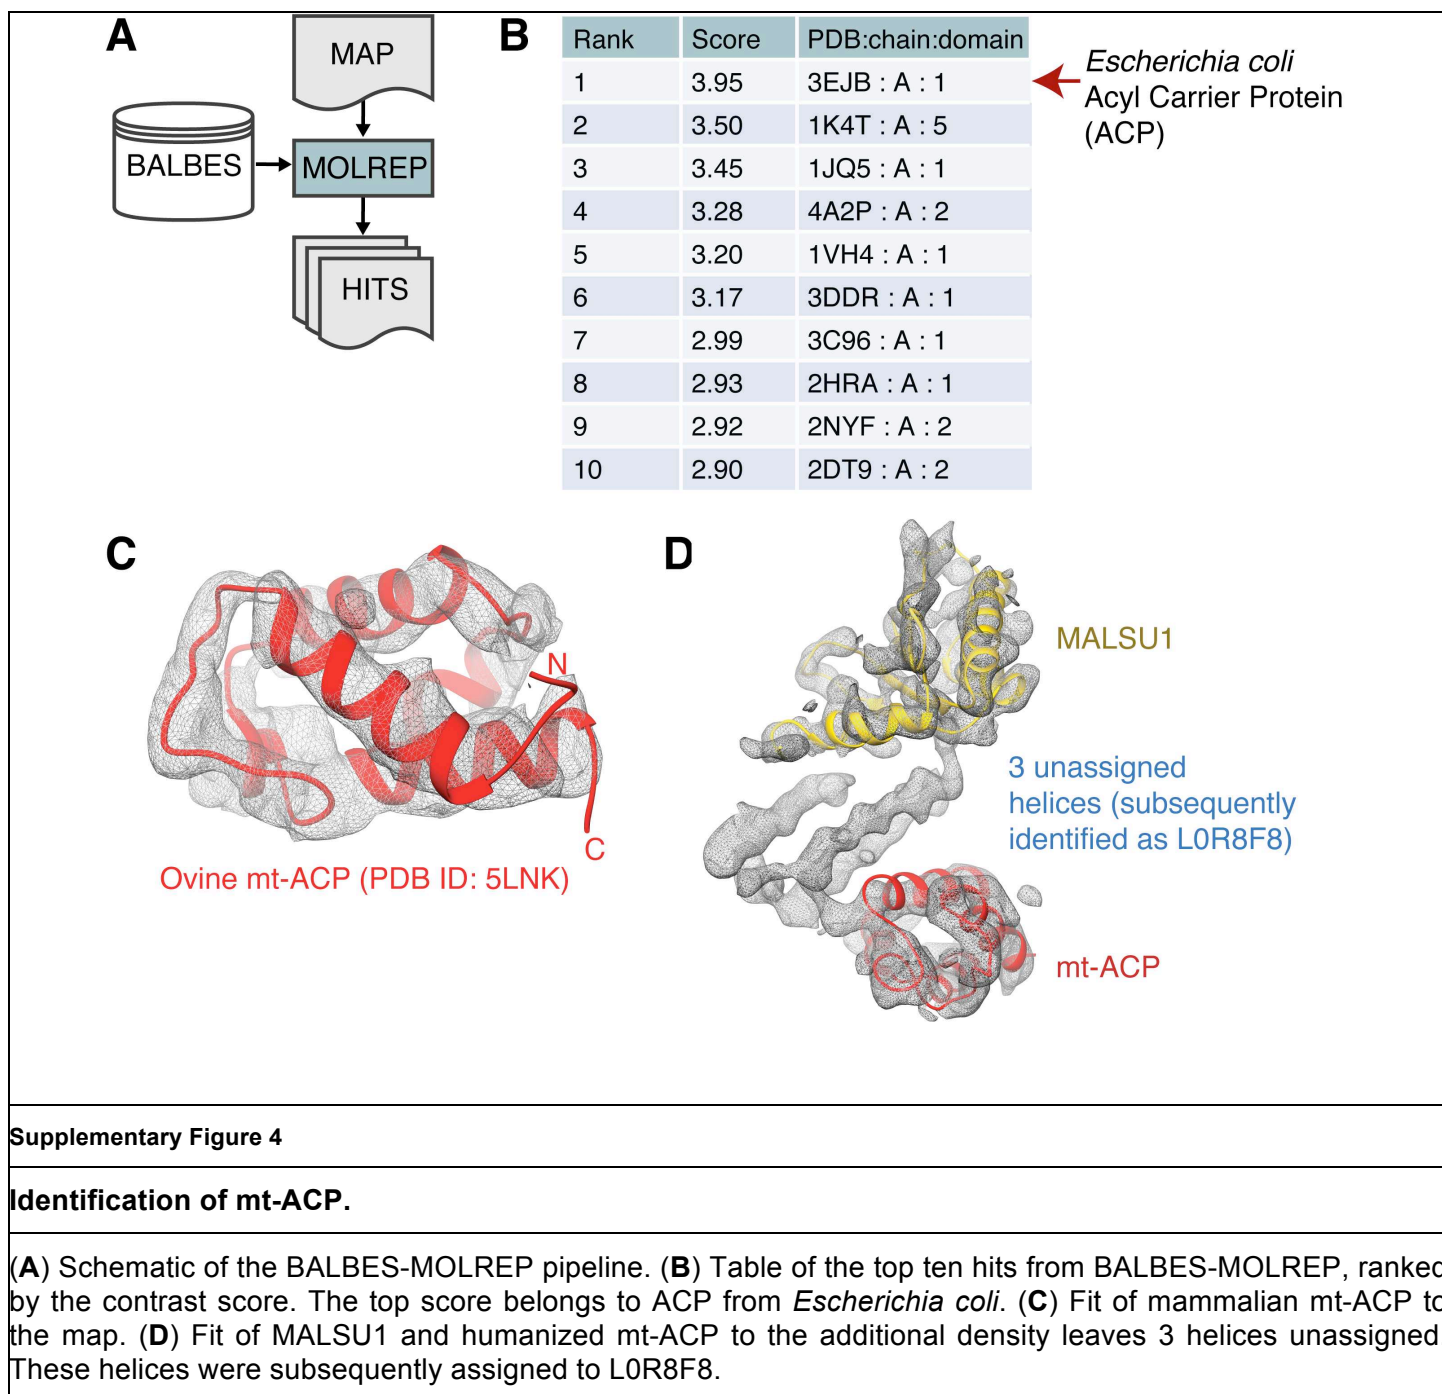 A
MAP
BALBES
MOLREP
HITS
B
Rank Score PDB:chain:domain
1 3.95 3EJB : A : 1
2 3.50 1K4T : A : 5
3 3.45 1JQ5 : A : 1
4 3.28 4A2P : A : 2
5 3.20 1VH4 : A : 1
6 3.17 3DDR : A : 1
7 2.99 3C96 : A : 1
8 2.93 2HRA : A : 1
9 2.92 2NYF : A : 2
10 2.90 2DT9 : A : 2
Escherichia coli
Acyl Carrier Protein
(ACP)
C
N
C
Ovine mt-ACP (PDB ID: 5LNK)
D
MALSU1
3 unassigned
helices (subsequently
identified as L0R8F8)
mt-ACP
Supplementary Figure 4
Identification of mt-ACP.
(A) Schematic of the BALBES-MOLREP pipeline. (B) Table of the top ten hits from BALBES-MOLREP, ranked
by the contrast score. The top score belongs to ACP from Escherichia coli. (C) Fit of mammalian mt-ACP to
the map. (D) Fit of MALSU1 and humanized mt-ACP to the additional density leaves 3 helices unassigned.
These helices were subsequently assigned to L0R8F8.